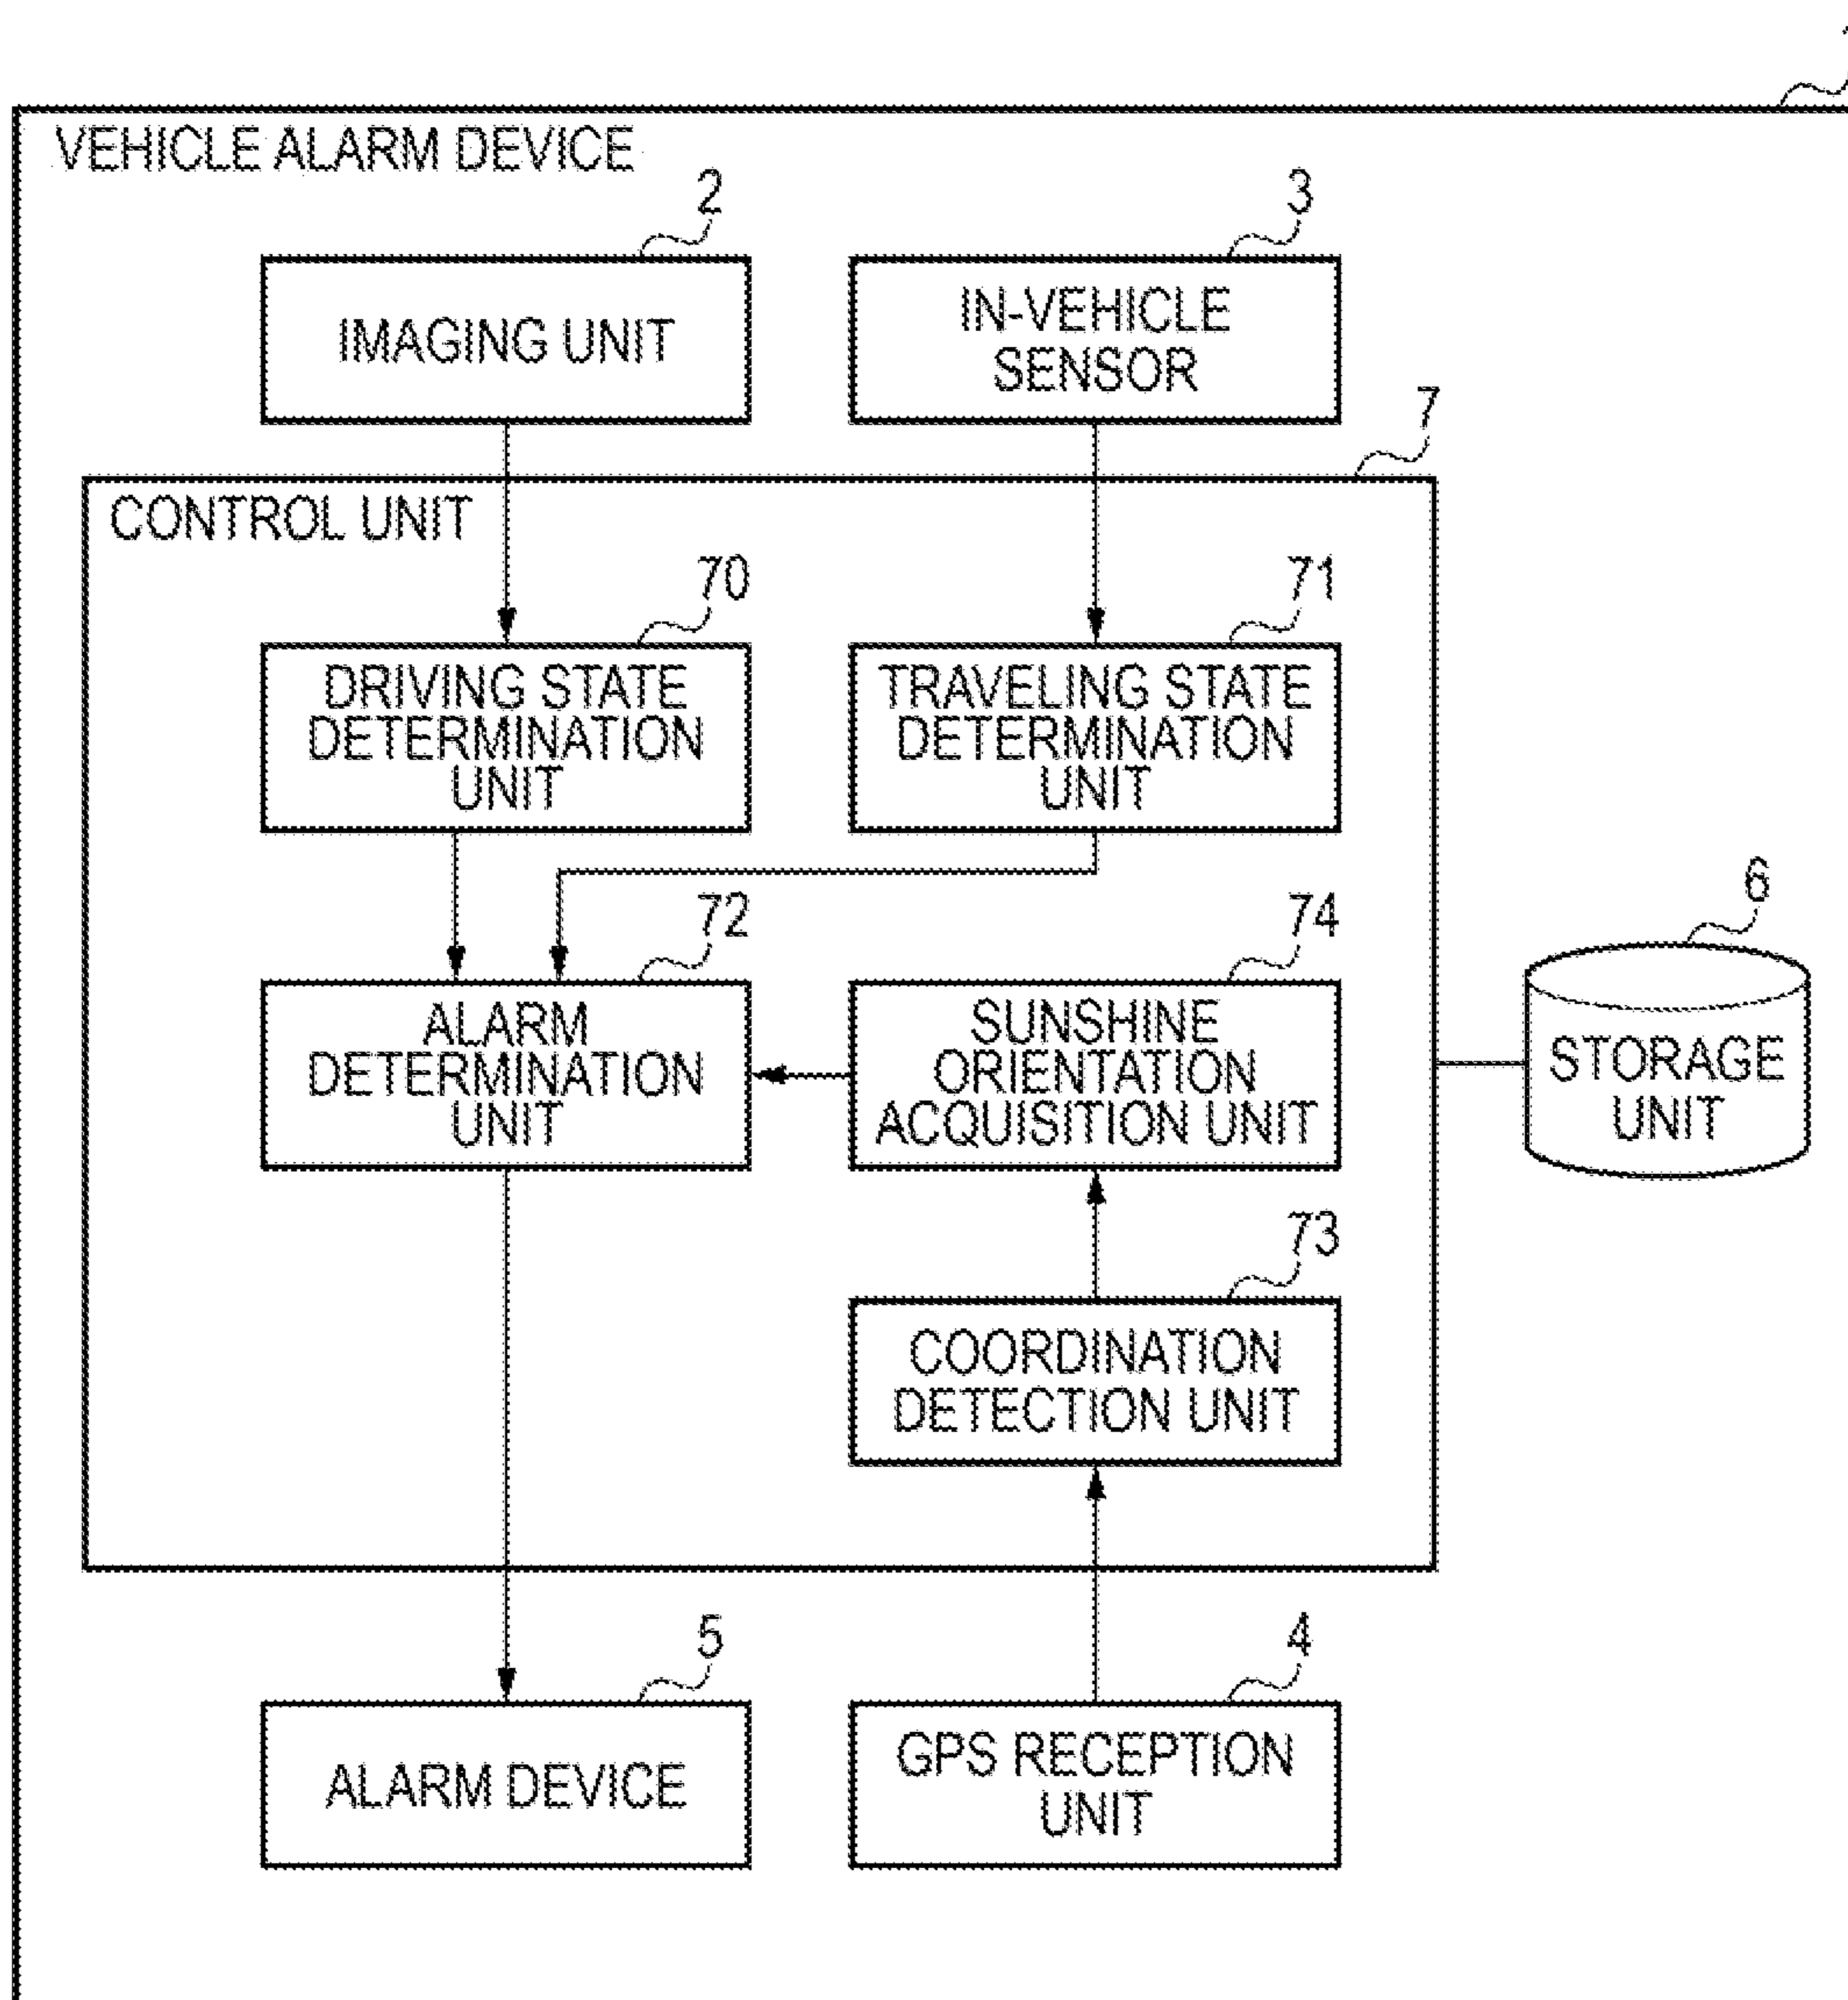 VEHICLE ALARM DEVICE
2
3
IMAGING UNIT
IN-VEHICLE
SENSOR
7
CONTROL UNIT
70
71
DRIVING STATE
DETERMINATION
UNIT
TRAVELING STATE
DETERMINATION
UNIT
72
74
6
ALARM
DETERMINATION
UNIT
SUNSHINE
ORIENTATION
ACQUISITION UNIT
STORAGE
UNIT
73
COORDINATION
DETECTION UNIT
5
4
ALARM DEVICE
GPS RECEPTION
UNIT